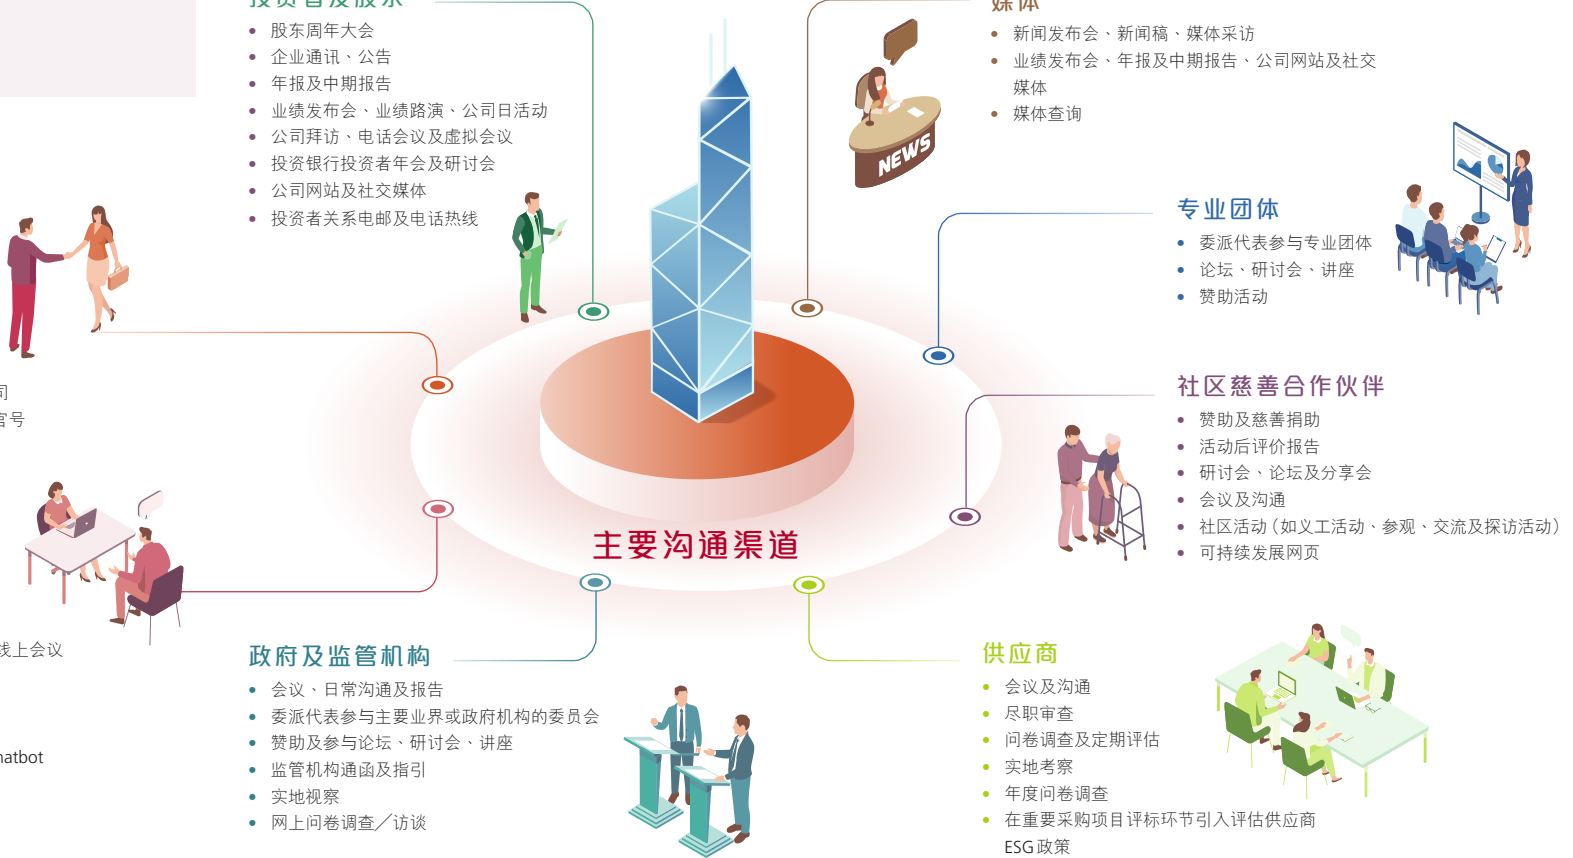 投资者及股东
• 股东周年大会
• 企业通讯、公告
• 年报及中期报告
• 业绩发布会、业绩路演、公司日活动
• 公司拜访、电话会议及虚拟会议
• 投资银行投资者年会及研讨会
• 公司网站及社交媒体
• 投资者关系电邮及电话热线
媒体
• 新闻发布会、新闻稿、媒体采访
• 业绩发布会、年报及中期报告、公司网站及社交
媒体
• 媒体查询
NEWS
专业团体
• 委派代表参与专业团体
• 论坛、研讨会、讲座
• 赞助活动
司
官号
社区慈善合作伙伴
• 赞助及慈善捐助
• 活动后评价报告
• 研讨会、论坛及分享会
• 会议及沟通
• 社区活动（如义工活动、参观、交流及探访活动）
• 可持续发展网页
主要沟通渠道
线上会议
hatbot
政府及监管机构
• 会议、日常沟通及报告
• 委派代表参与主要业界或政府机构的委员会
• 赞助及参与论坛、研讨会、讲座
• 监管机构通函及指引
• 实地视察
• 网上问卷调查／访谈
供应商
• 会议及沟通
• 尽职审查
• 问卷调查及定期评估
• 实地考察
• 年度问卷调查
• 在重要采购项目评标环节引入评估供应商
ESG 政策